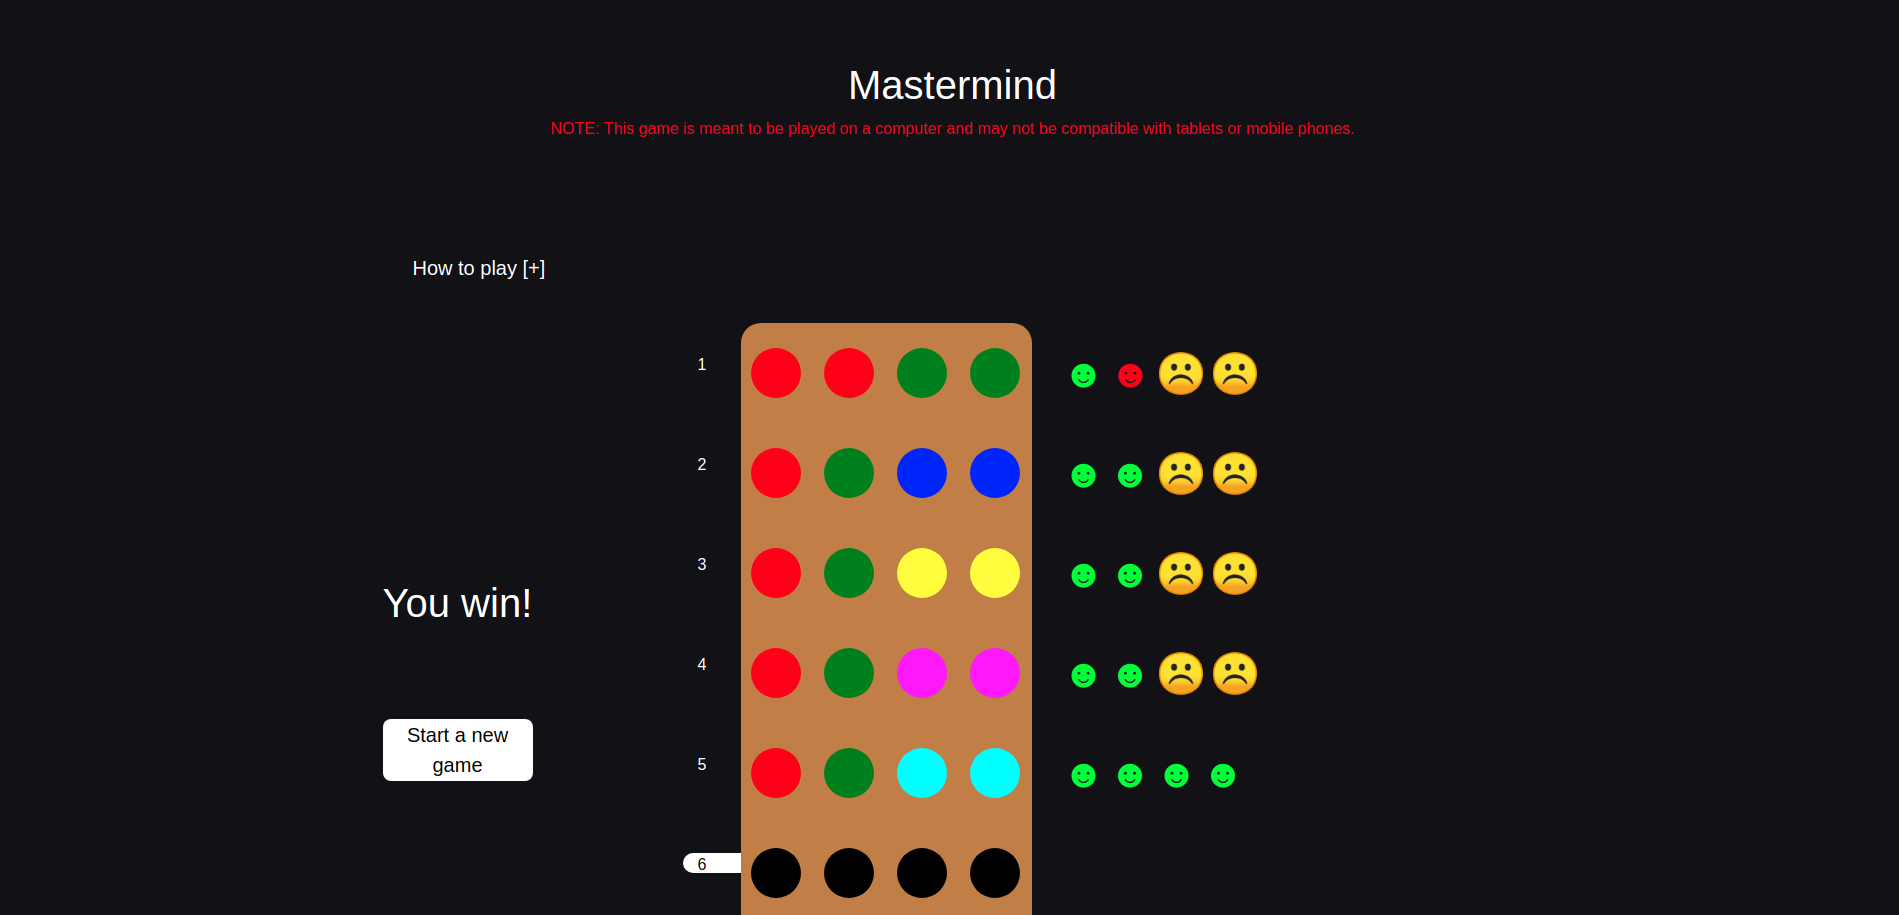 Mastermind
NOTE: This game is meant to be played on a computer and may not be compatible with tablets or mobile phones.
How to play [+]
1
2
3
You win!
4
Start a new
game
5
6